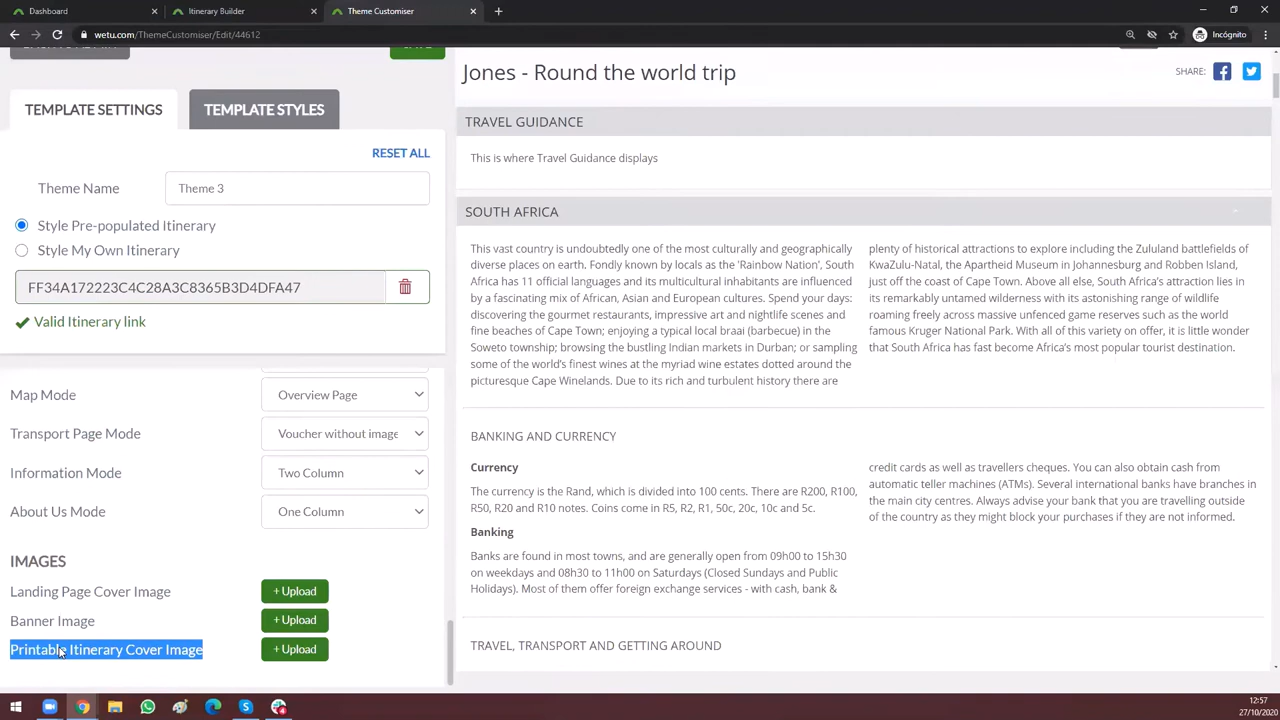 Dashboard
Itinerary Builder
Theme Customiser
wetu.com/ThemeCustomiser/Edit/44612
Incógnito
TEMPLATE SETTINGS
TEMPLATE STYLES
RESET ALL
Theme Name
Theme 3
Style Pre-populated Itinerary
Style My Own Itinerary
FF34A172223C4C28A3C8365B3D4DFA47
Valid Itinerary link
Map Mode
Overview Page
Transport Page Mode
Voucher without image
Information Mode
Two Column
About Us Mode
One Column
IMAGES
Landing Page Cover Image
+ Upload
Banner Image
+ Upload
Printable Itinerary Cover Image
+ Upload
Jones - Round the world trip
SHARE:
TRAVEL GUIDANCE
This is where Travel Guidance displays
SOUTH AFRICA
This vast country is undoubtedly one of the most culturally and geographically
diverse places on earth. Fondly known by locals as the 'Rainbow Nation', South
Africa has 11 official languages and its multicultural inhabitants are influenced
by a fascinating mix of African, Asian and European cultures. Spend your days:
discovering the gourmet restaurants, impressive art and nightlife scenes and
fine beaches of Cape Town; enjoying a typical local braai (barbecue) in the
Soweto township; browsing the bustling Indian markets in Durban; or sampling
some of the world's finest wines at the myriad wine estates dotted around the
picturesque Cape Winelands. Due to its rich and turbulent history there are
plenty of historical attractions to explore including the Zululand battlefields of
KwaZulu-Natal, the Apartheid Museum in Johannesburg and Robben Island,
just off the coast of Cape Town. Above all else, South Africa's attraction lies in
its remarkably untamed wilderness with its astonishing range of wildlife
roaming freely across massive unfenced game reserves such as the world
famous Kruger National Park. With all of this variety on offer, it is little wonder
that South Africa has fast become Africa's most popular tourist destination.
BANKING AND CURRENCY
Currency
The currency is the Rand, which is divided into 100 cents. There are R200, R100,
R50, R20 and R10 notes. Coins come in R5, R2, R1, 50c, 20c, 10c and 5c.
Banking
Banks are found in most towns, and are generally open from 09h00 to 15h30
on weekdays and 08h30 to 11h00 on Saturdays (Closed Sundays and Public
Holidays). Most of them offer foreign exchange services - with cash, bank &
credit cards as well as travellers cheques. You can also obtain cash from
automatic teller machines (ATMs). Several international banks have branches in
the main city centres. Always advise your bank that you are travelling outside
of the country as they might block your purchases if they are not informed.
TRAVEL, TRANSPORT AND GETTING AROUND
12:57
27/10/2020